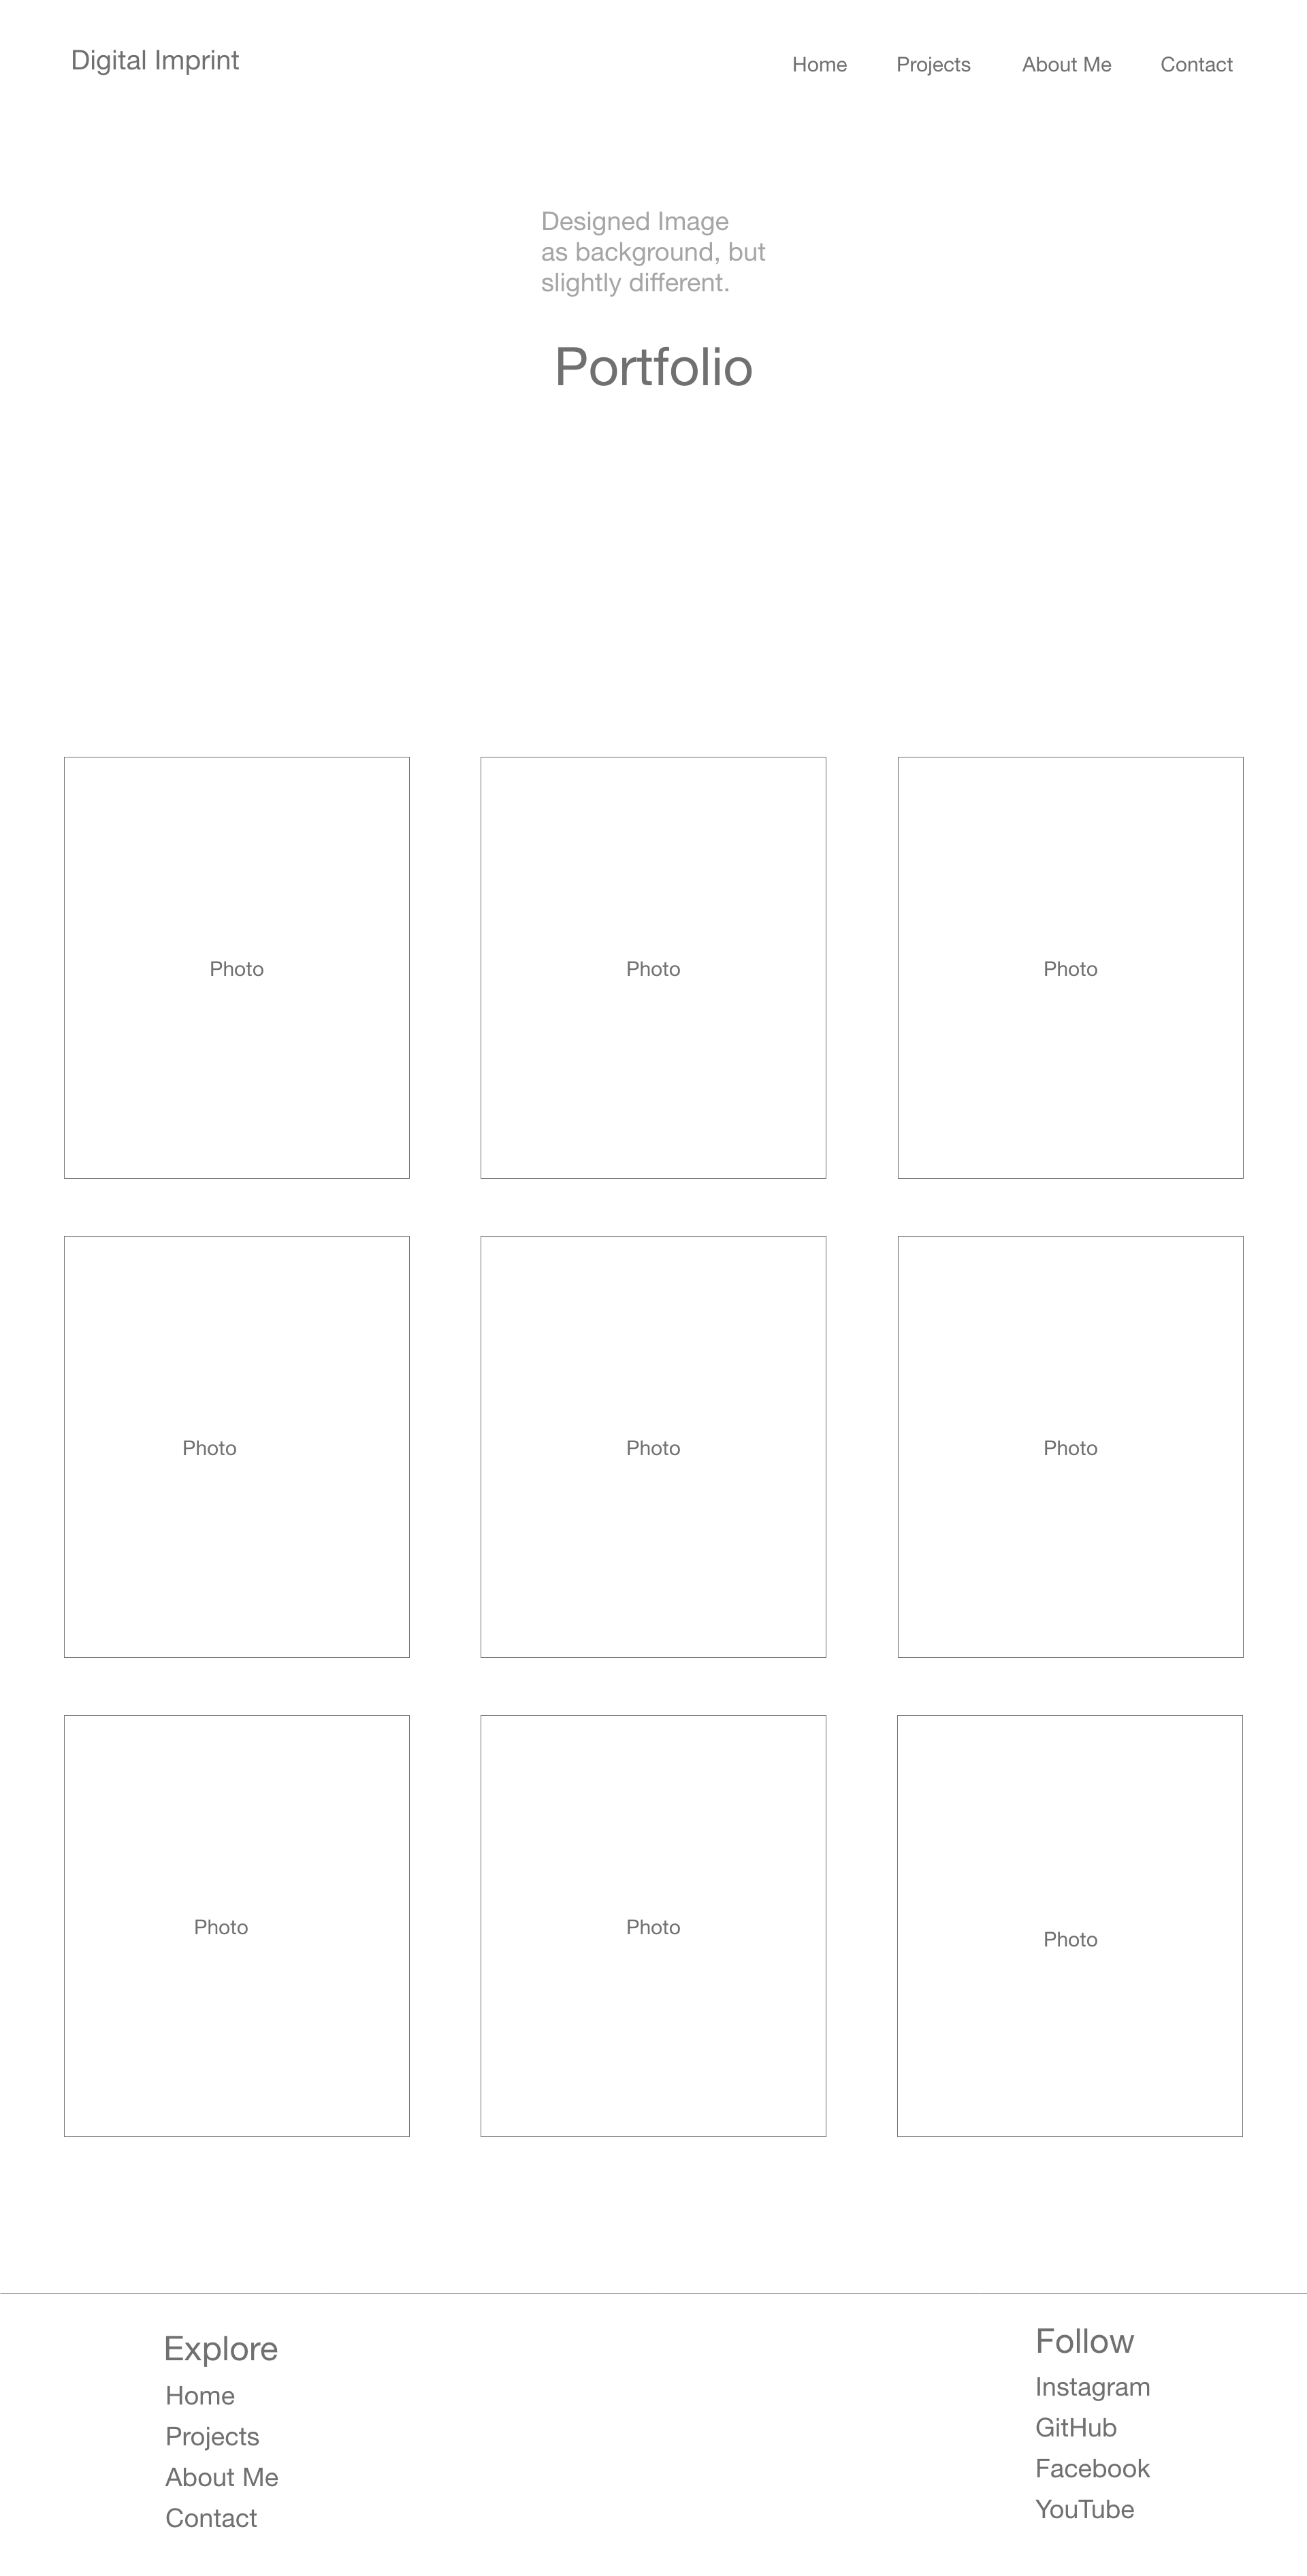 Digital Imprint
Home Projects About Me Contact
Designed Image
as background, but
slightly different.
Portfolio
Photo Photo Photo
Photo Photo Photo
Photo Photo Photo
Explore
Home
Projects
About Me
Contact
Follow
Instagram
GitHub
Facebook
YouTube